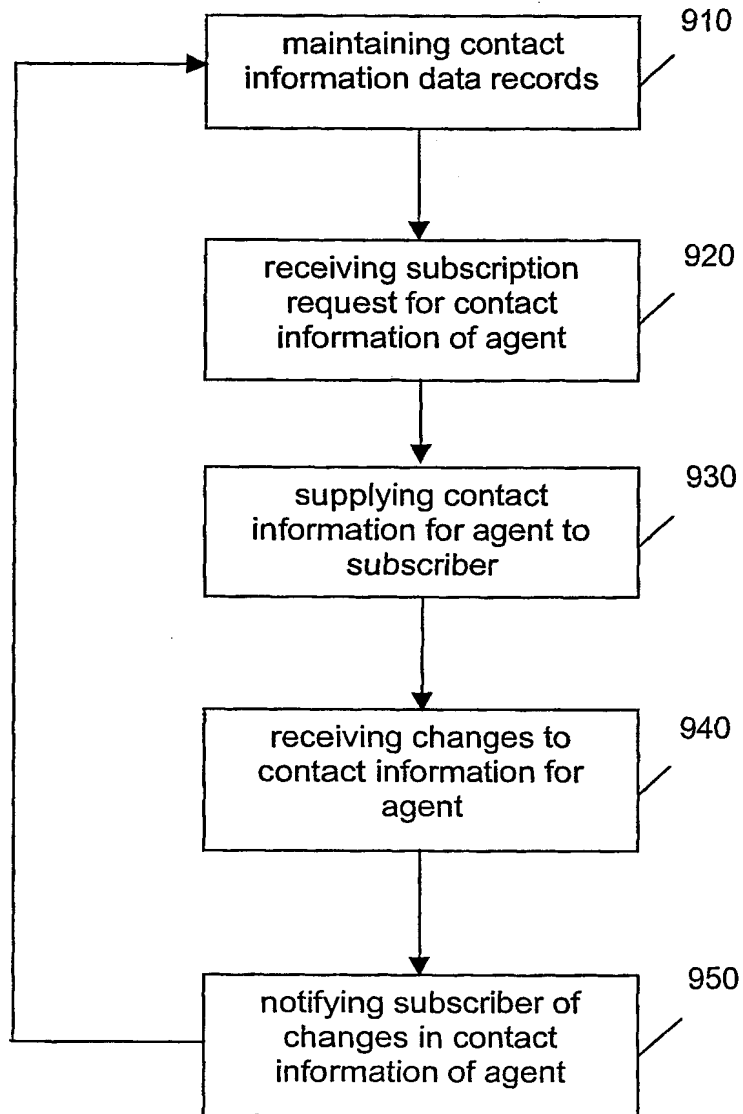 910
maintaining contact
information data records
920
receiving subscription
request for contact
information of agent
930
supplying contact
information for agent to
subscriber
940
receiving changes to
contact information for
agent
950
notifying subscriber of
changes in contact
information of agent